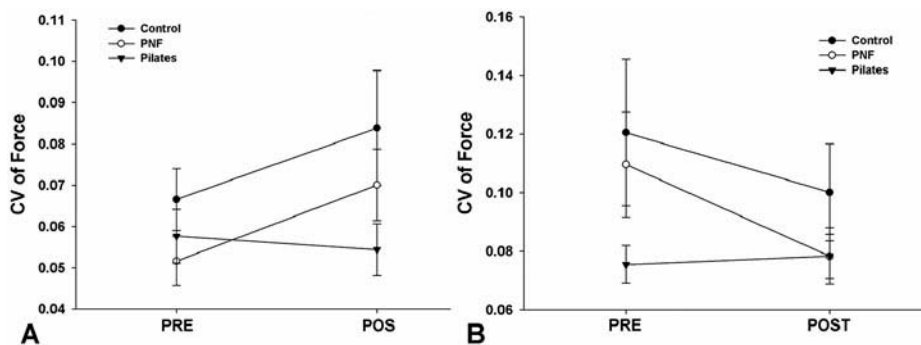 0.11
0.10
0.09
0.08
0.07
0.06
0.05
0.04
CV of Force
Control
PNF
Pilates
PRE
POS
A
0.18
0.16
0.14
0.12
0.10
0.08
0.06
CV of Force
Control
PNF
Pilates
PRE
POST
B